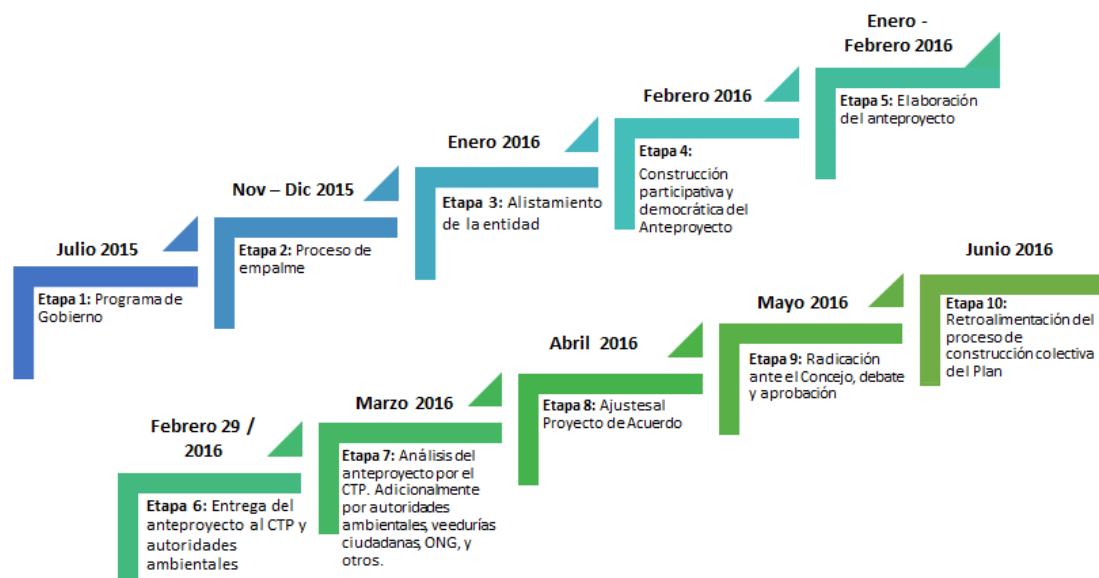 Julio 2015
Etapa 1: Programa de
Gobierno
Nov – Dic 2015
Etapa 2: Proceso de
empalme
Enero 2016
Etapa 3: Alistamiento
de la entidad
Febrero 2016
Etapa 4:
Construcción
participativa y
democrática del
Anteproyecto
Enero -
Febrero 2016
Etapa 5: Elaboración
del anteproyecto
Febrero 29 /
2016
Etapa 6: Entrega del
anteproyecto al CTP y
autoridades
ambientales
Marzo 2016
Etapa 7: Análisis del
anteproyecto por el
CTP. Adicionalmente
por autoridades
ambientales, veedurías
ciudadanas, ONG, y
otros.
Abril 2016
Etapa 8: Ajustesal
Proyecto de Acuerdo
Mayo 2016
Etapa 9: Radicación
ante el Concejo, debate
y aprobación
Junio 2016
Etapa 10:
Retroalimentación del
proceso de
construcción colectiva
del Plan